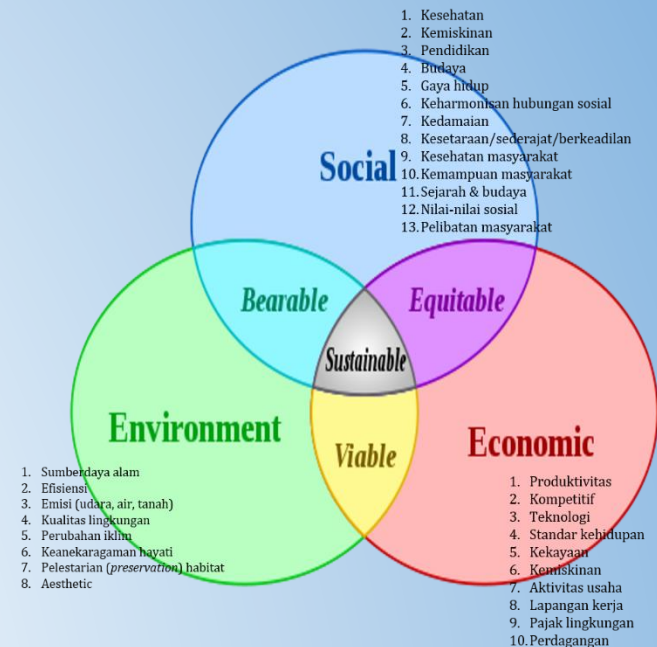 1. Kesehatan
2. Kemiskinan
3. Pendidikan
4. Budaya
5. Gaya hidup
6. Keharmonisan hubungan sosial
7. Kedamaian
8. Kesetaraan/sederajat/berkeadilan
9. Kesehatan masyarakat
10. Kemampuan masyarakat
11. Sejarah & budaya
12. Nilai-nilai sosial
13. Pelibatan masyarakat
Social
Bearable
Equitable
Sustainable
Environment
Viable
Economic
1. Sumberdaya alam
2. Efisiensi
3. Emisi (udara, air, tanah)
4. Kualitas lingkungan
5. Perubahan iklim
6. Keanekaragaman hayati
7. Pelestarian (preservation) habitat
8. Aesthetic
1. Produktivitas
2. Kompetitif
3. Teknologi
4. Standar kehidupan
5. Kekayaan
6. Kemiskinan
7. Aktivitas usaha
8. Lapangan kerja
9. Pajak lingkungan
10. Perdagangan